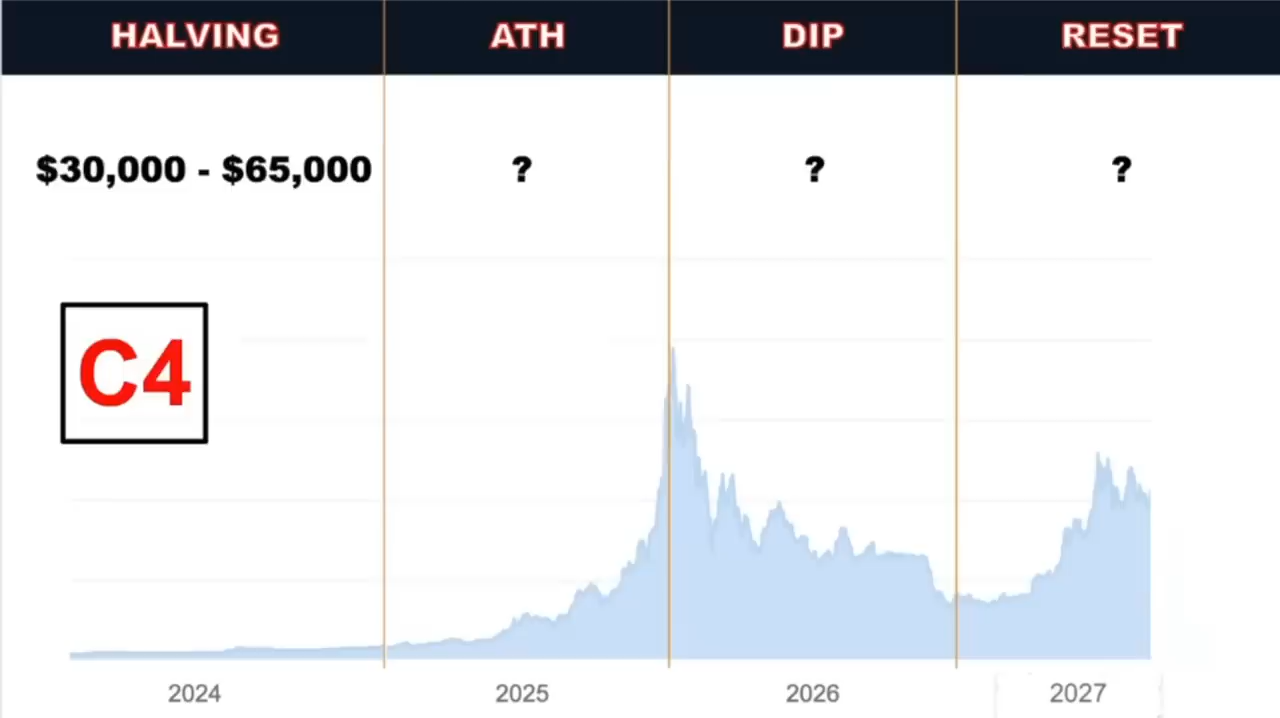 HALVING ATH DIP RESET
$30,000 - $65,000 ? ? ?
C4
2024 2025 2026 2027